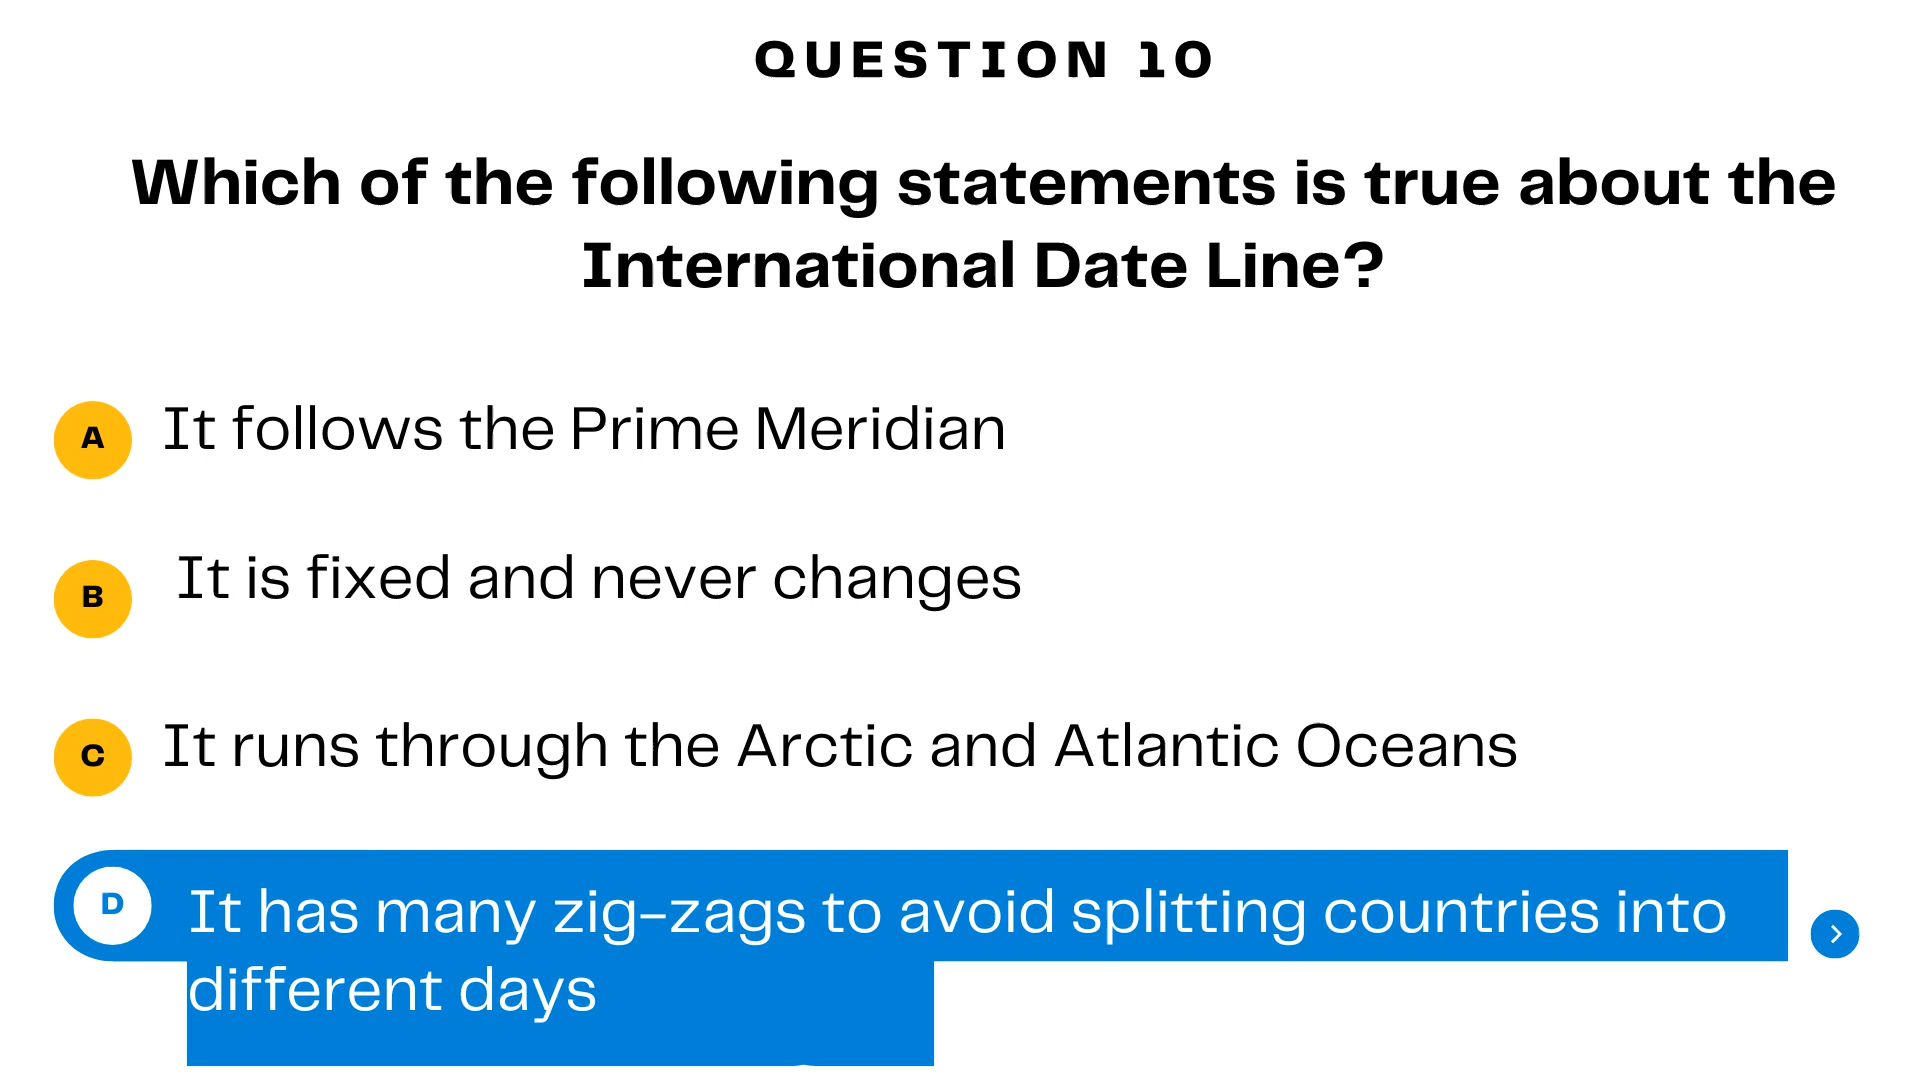 QUESTION 10
Which of the following statements is true about the
International Date Line?
A It follows the Prime Meridian
B It is fixed and never changes
C It runs through the Arctic and Atlantic Oceans
D It has many zig-zags to avoid splitting countries into
different days